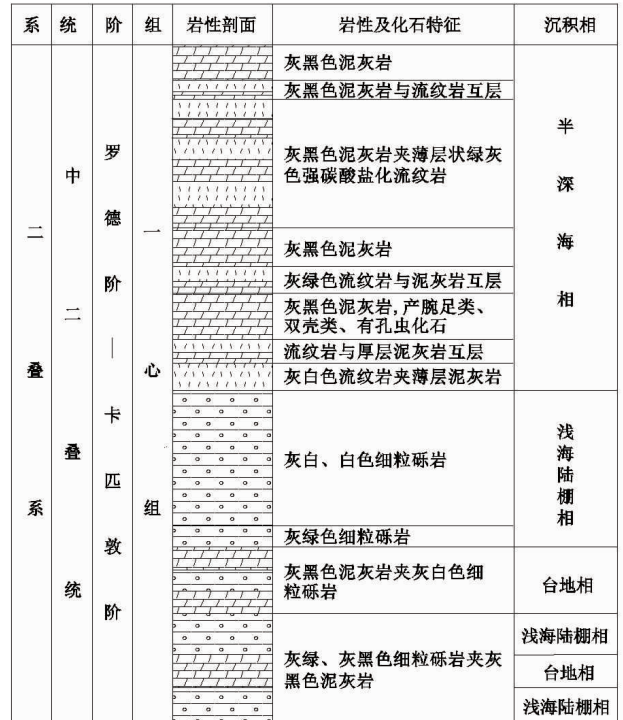 系 统 阶 组 岩性剖面 岩性及化石特征 沉积相
二叠系
中二叠统
罗德阶—卡匹敦阶
一心组
灰黑色泥灰岩
灰黑色泥灰岩与流纹岩互层
灰黑色泥灰岩夹薄层状绿灰
色强碳酸盐化流纹岩
灰黑色泥灰岩
灰绿色流纹岩与泥灰岩互层
灰黑色泥灰岩,产腕足类、
双壳类、有孔虫化石
流纹岩与厚层泥灰岩互层
灰白色流纹岩夹薄层泥灰岩
半深海相
灰白、白色细粒砾岩
灰绿色细粒砾岩
浅海陆棚相
灰黑色泥灰岩夹灰白色细
粒砾岩
台地相
灰绿、灰黑色细粒砾岩夹灰
黑色泥灰岩
浅海陆棚相
台地相
浅海陆棚相